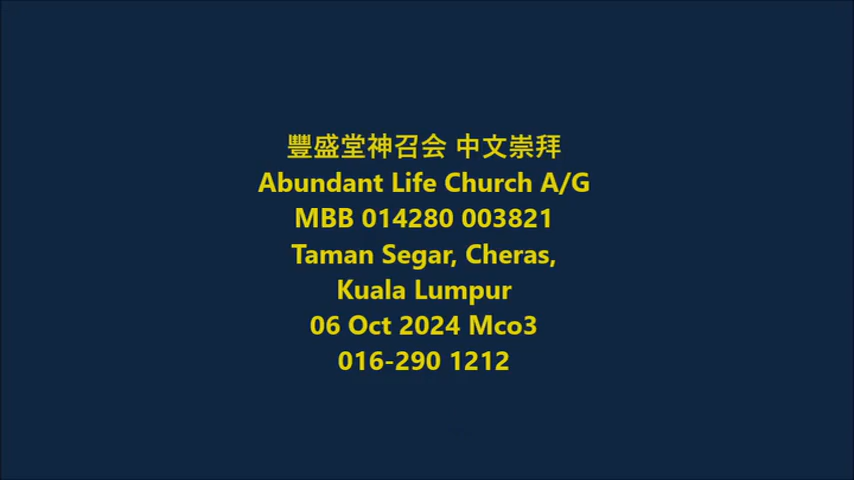 豐盛堂神召会 中文崇拜
Abundant Life Church A/G
MBB 014280 003821
Taman Segar, Cheras,
Kuala Lumpur
06 Oct 2024 Mco3
016-290 1212